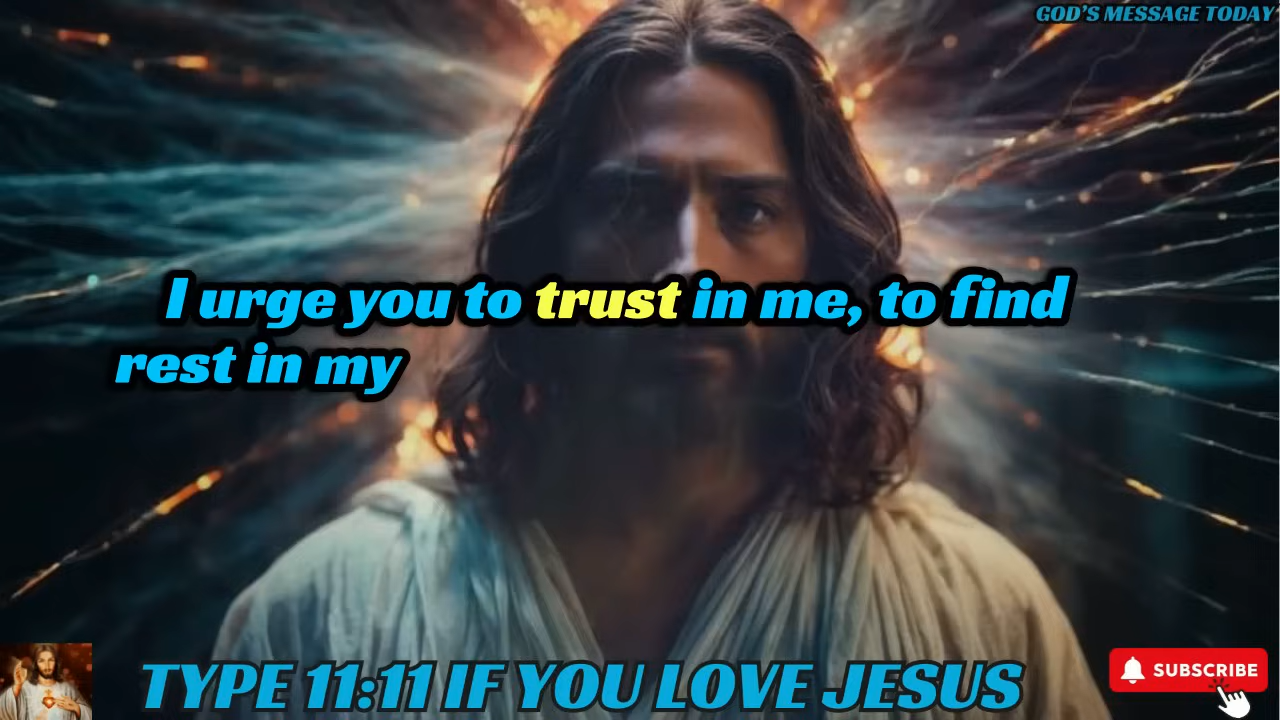 GOD'S MESSAGE TODAY
I urge you to trust in me, to find
rest in my
TYPE 11:11 IF YOU LOVE JESUS
SUBSCRIBE